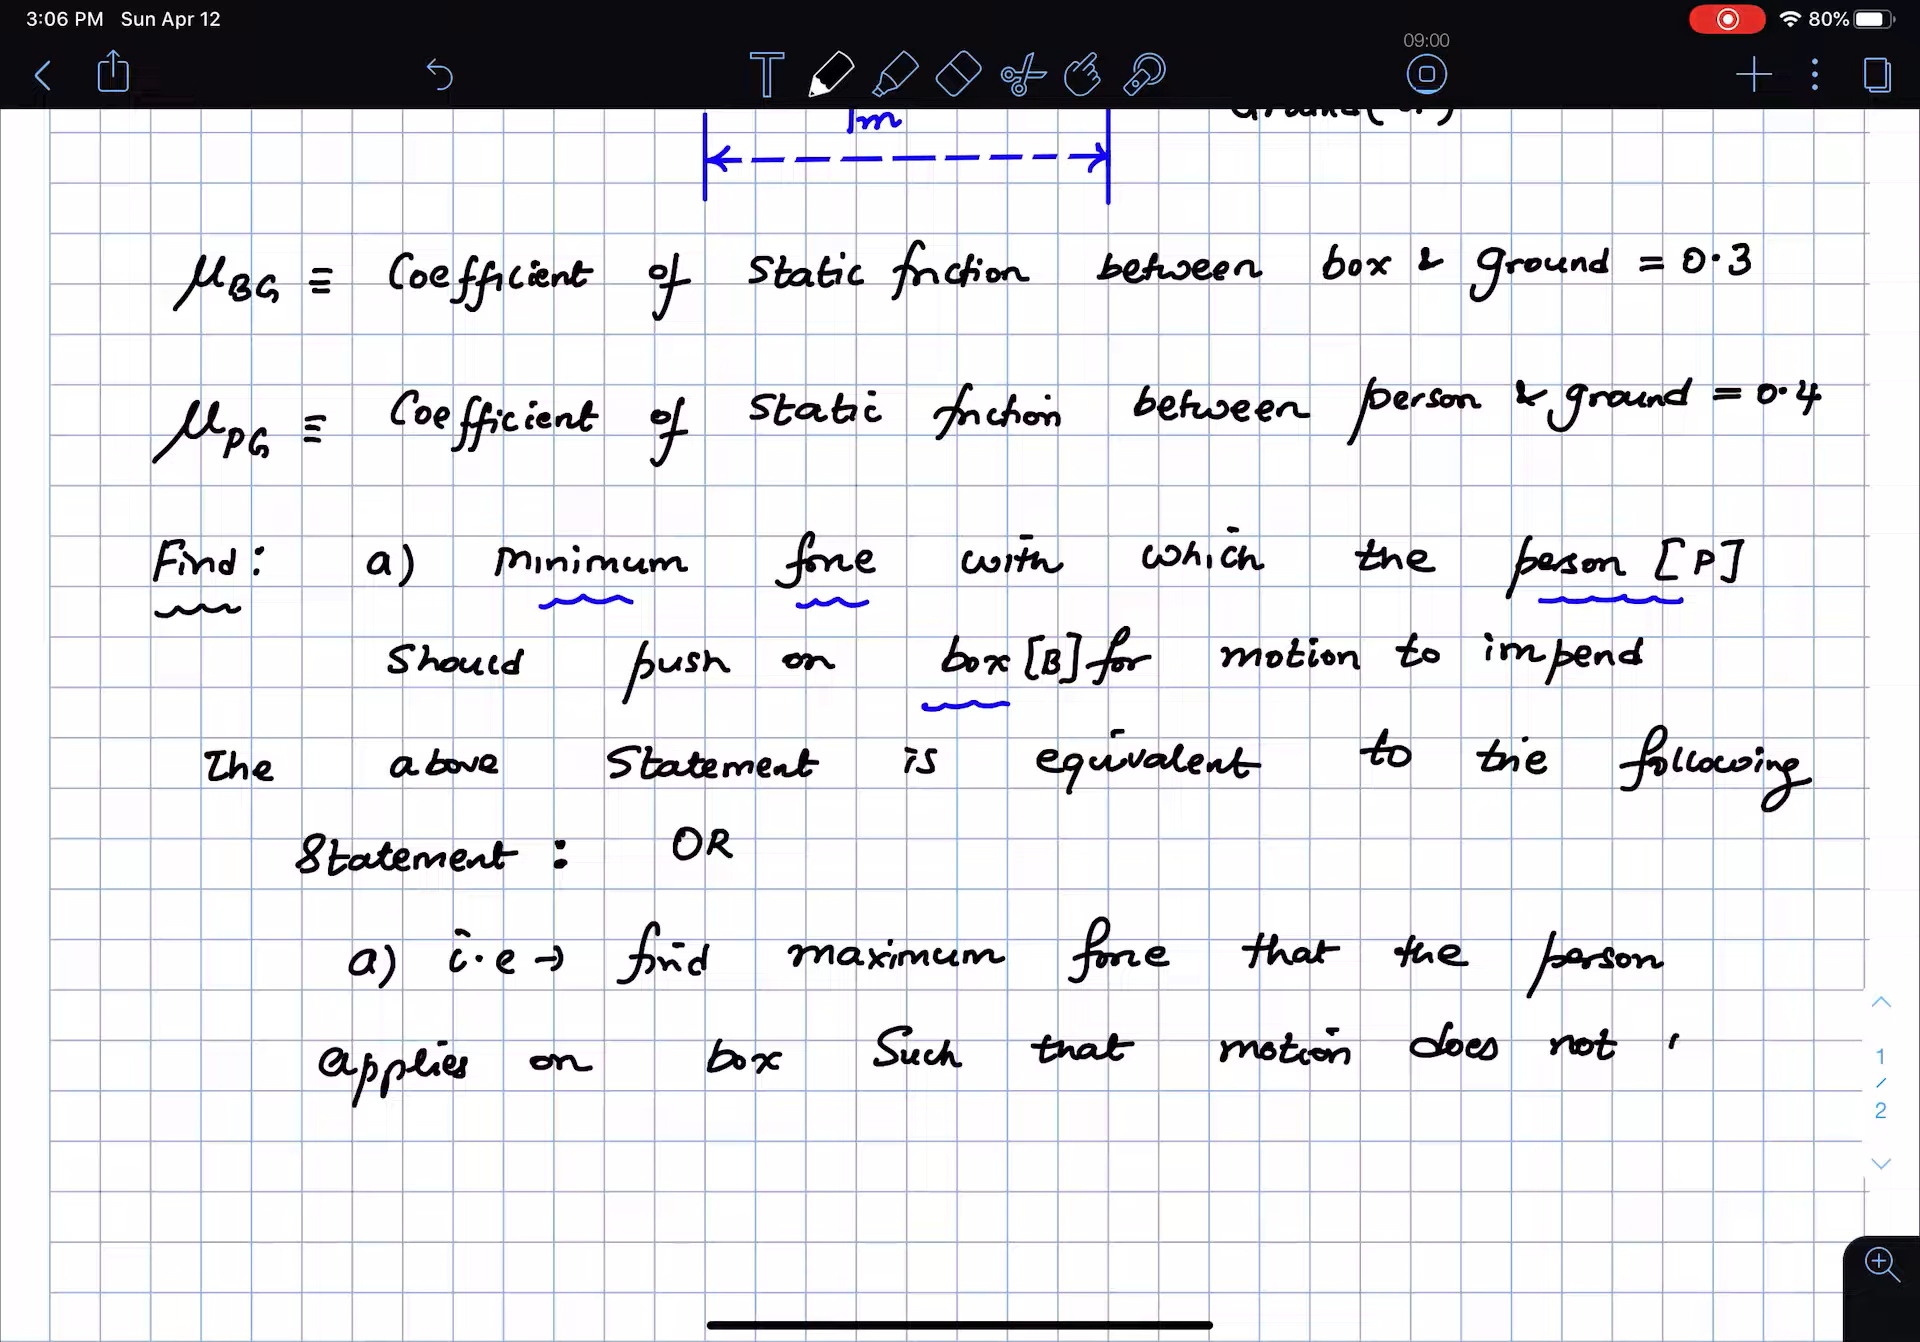 3:06 PM Sun Apr 12
80%
09:00
T
1m
μBG ≡ Coefficient of Static friction between box & ground = 0.3
μPG ≡ Coefficient of Static friction between person & ground = 0.4
Find: a) minimum force with which the person [P]
Should push on box [B] for motion to impend
The above Statement is equivalent to the following
Statement : OR
a) i.e → find maximum force that the person
applies on box Such that motion does not
1
/
2